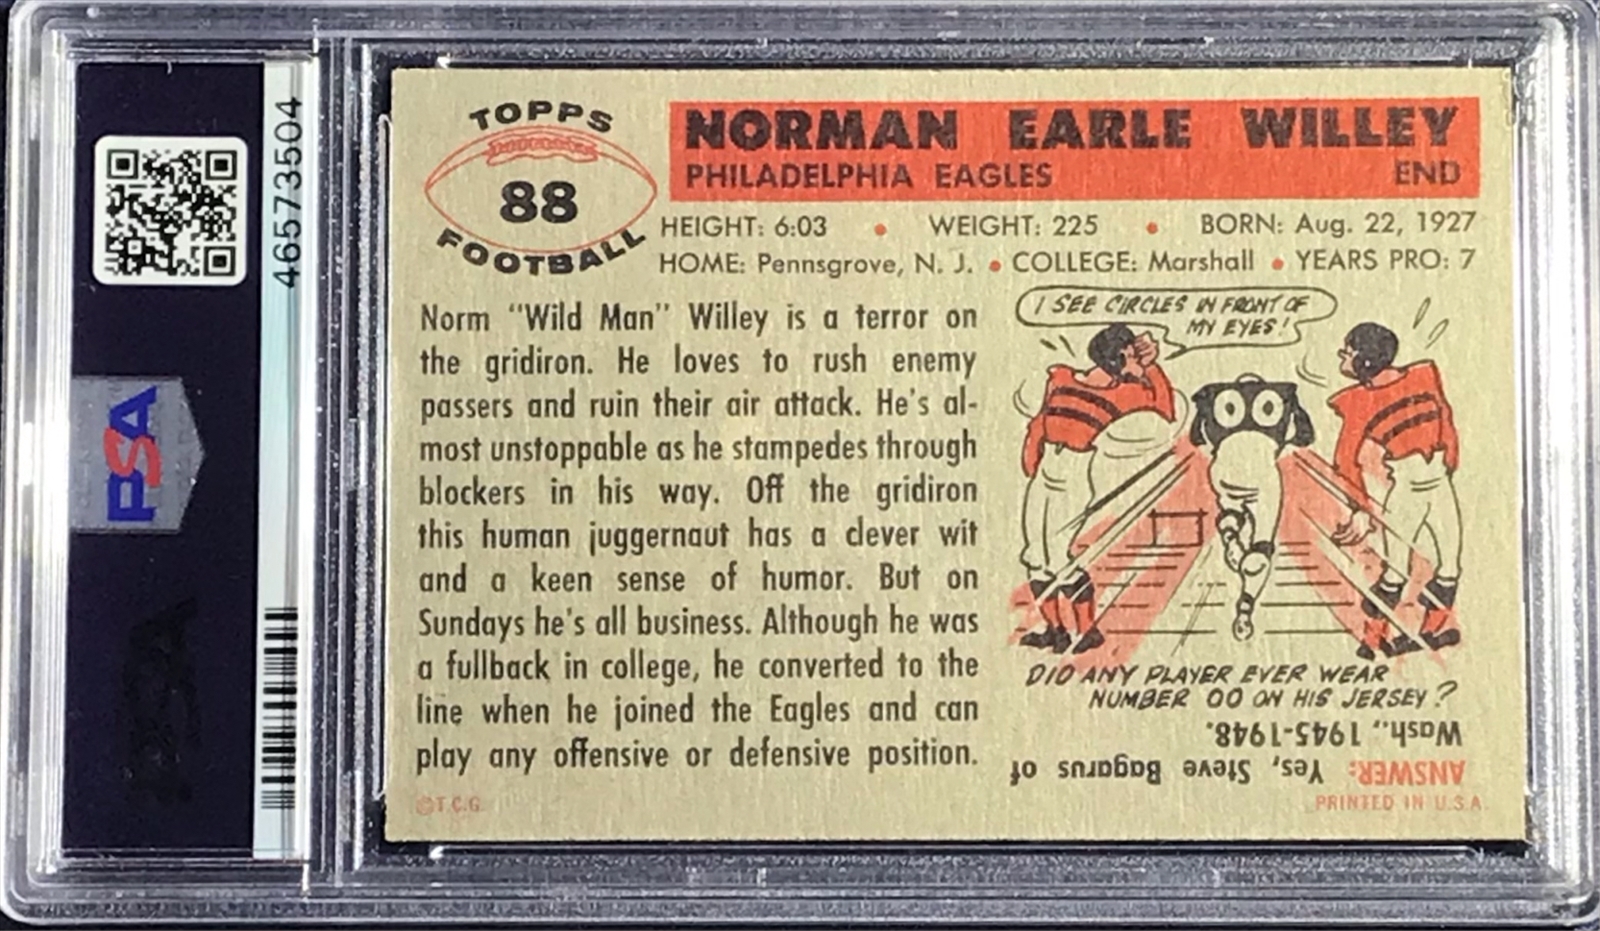 46573504
PSA
TOPPS
88
FOOTBALL
NORMAN EARLE WILLEY
PHILADELPHIA EAGLES END
HEIGHT: 6:03 • WEIGHT: 225 • BORN: Aug. 22, 1927
HOME: Pennsgrove, N. J. • COLLEGE: Marshall • YEARS PRO: 7
Norm "Wild Man" Willey is a terror on
the gridiron. He loves to rush enemy
passers and ruin their air attack. He's al-
most unstoppable as he stampedes through
blockers in his way. Off the gridiron
this human juggernaut has a clever wit
and a keen sense of humor. But on
Sundays he's all business. Although he was
a fullback in college, he converted to the
line when he joined the Eagles and can
play any offensive or defensive position.
©T.C.G.
I SEE CIRCLES IN FRONT OF
MY EYES!
00
DID ANY PLAYER EVER WEAR
NUMBER 00 ON HIS JERSEY?
ANSWER: Yes, Steve Bagarus of
Wash., 1945-1948.
PRINTED IN U.S.A.